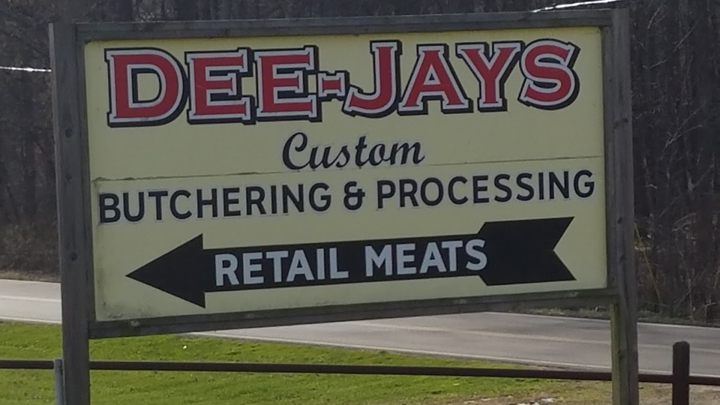 DEE-JAYS
Custom
BUTCHERING & PROCESSING
RETAIL MEATS